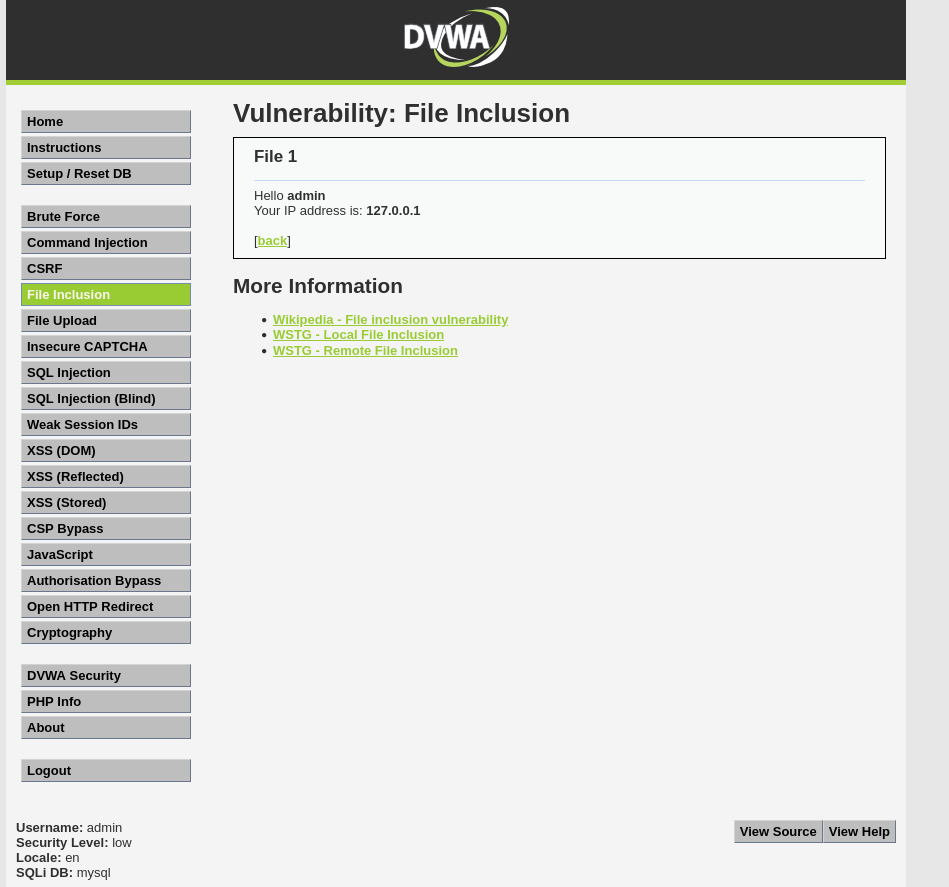 DVWA
Home
Instructions
Setup / Reset DB
Brute Force
Command Injection
CSRF
File Inclusion
File Upload
Insecure CAPTCHA
SQL Injection
SQL Injection (Blind)
Weak Session IDs
XSS (DOM)
XSS (Reflected)
XSS (Stored)
CSP Bypass
JavaScript
Authorisation Bypass
Open HTTP Redirect
Cryptography
DVWA Security
PHP Info
About
Logout
Vulnerability: File Inclusion
File 1
Hello admin
Your IP address is: 127.0.0.1
[back]
More Information
Wikipedia - File inclusion vulnerability
WSTG - Local File Inclusion
WSTG - Remote File Inclusion
Username: admin
Security Level: low
Locale: en
SQLi DB: mysql
View Source View Help